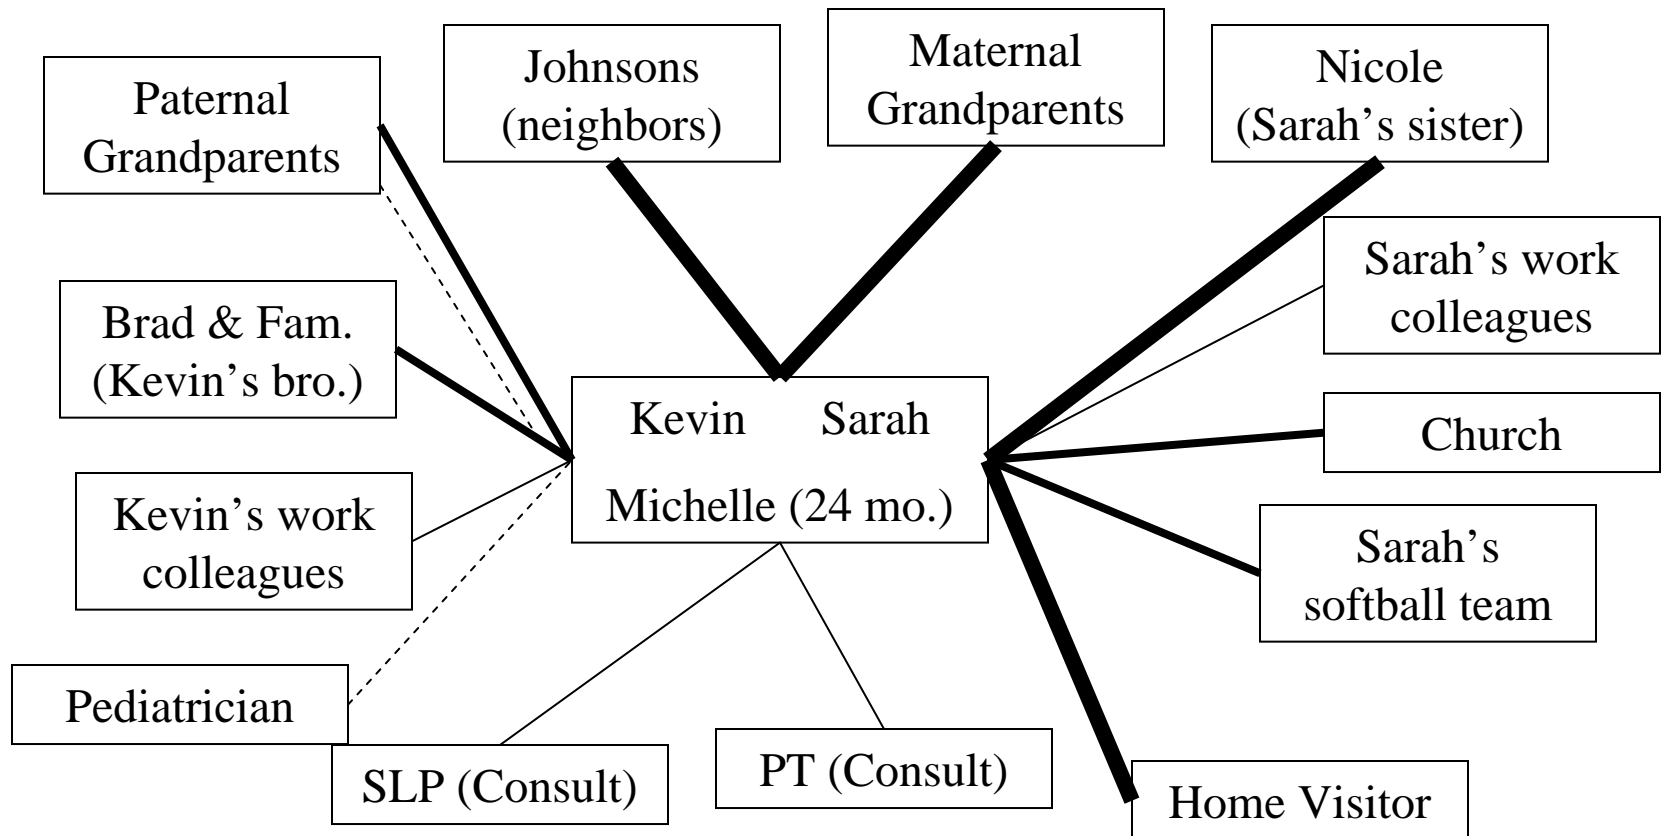 Paternal
Grandparents
Johnsons
(neighbors)
Maternal
Grandparents
Nicole
(Sarah's sister)
Brad & Fam.
(Kevin's bro.)
Sarah's work
colleagues
Kevin Sarah
Michelle (24 mo.)
Church
Kevin's work
colleagues
Sarah's
softball team
Pediatrician
SLP (Consult)
PT (Consult)
Home Visitor